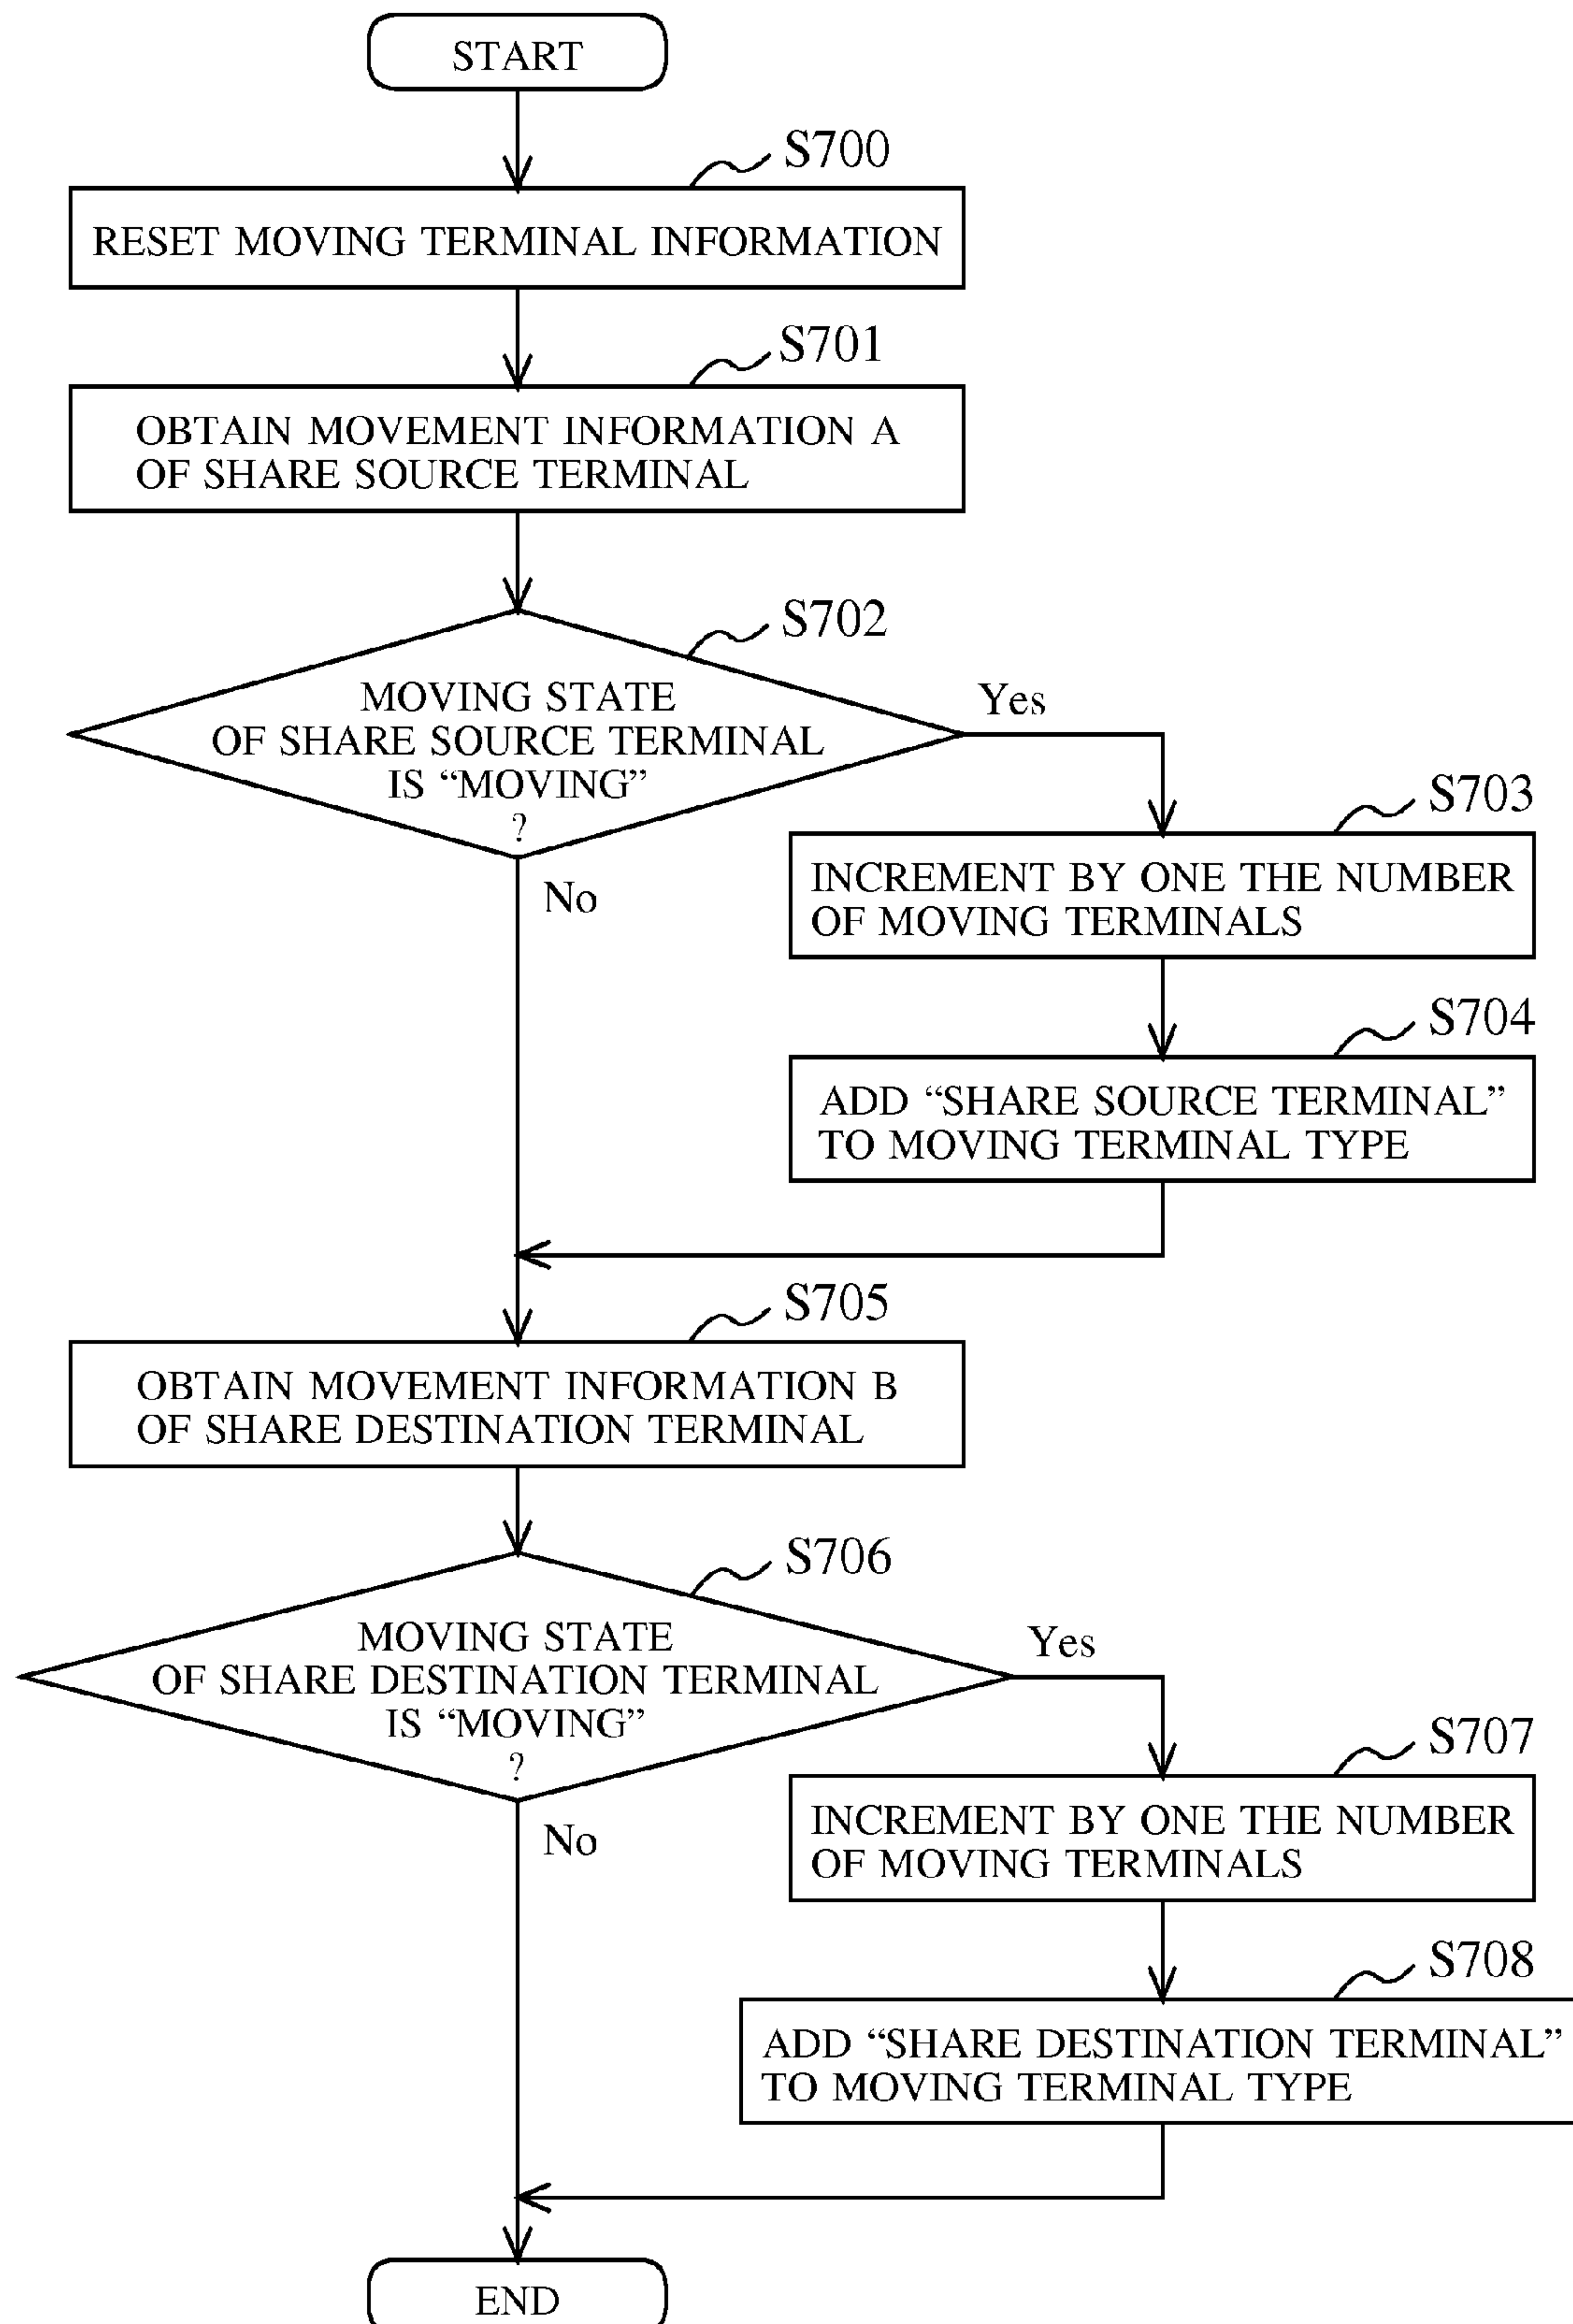 START
S700
RESET MOVING TERMINAL INFORMATION
S701
OBTAIN MOVEMENT INFORMATION A
OF SHARE SOURCE TERMINAL
S702
MOVING STATE
OF SHARE SOURCE TERMINAL
IS “MOVING”
?
Yes
No
S703
INCREMENT BY ONE THE NUMBER
OF MOVING TERMINALS
S704
ADD “SHARE SOURCE TERMINAL”
TO MOVING TERMINAL TYPE
S705
OBTAIN MOVEMENT INFORMATION B
OF SHARE DESTINATION TERMINAL
S706
MOVING STATE
OF SHARE DESTINATION TERMINAL
IS “MOVING”
?
Yes
No
S707
INCREMENT BY ONE THE NUMBER
OF MOVING TERMINALS
S708
ADD “SHARE DESTINATION TERMINAL”
TO MOVING TERMINAL TYPE
END